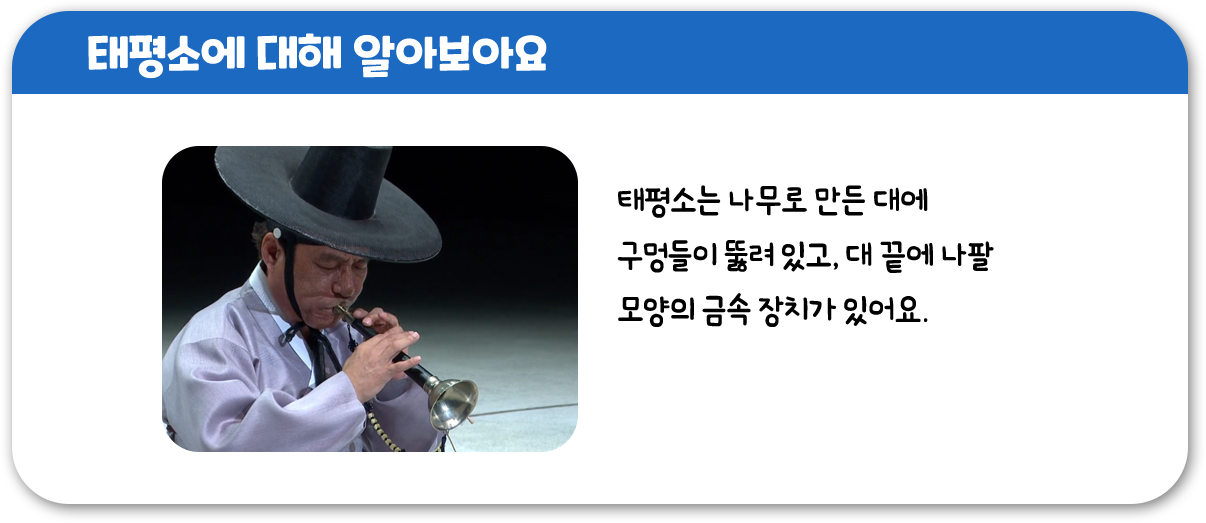 태평소에 대해 알아보아요
태평소는 나무로 만든 대에
구멍들이 뚫려 있고, 대 끝에 나팔
모양의 금속 장치가 있어요.